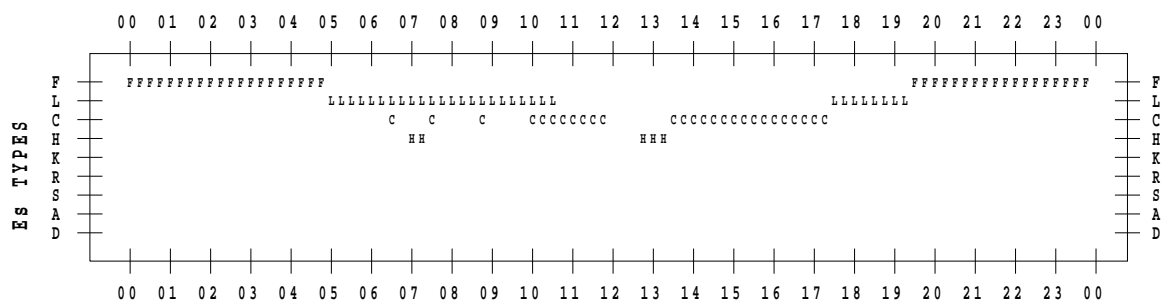 00 01 02 03 04 05 06 07 08 09 10 11 12 13 14 15 16 17 18 19 20 21 22 23 00
F FFFFFFFFFFFFFFFFFFFF FFFFFFFFFFFFFFFFFF F
L LLLLLLLLLLLLLLLLLLLLLLL LLLLLLLL L
C C C C CCCCCCCC CCCCCCCCCCCCCCCC C
H HH HHH H
K K
R R
S S
A A
D D
Es TYPES
00 01 02 03 04 05 06 07 08 09 10 11 12 13 14 15 16 17 18 19 20 21 22 23 00